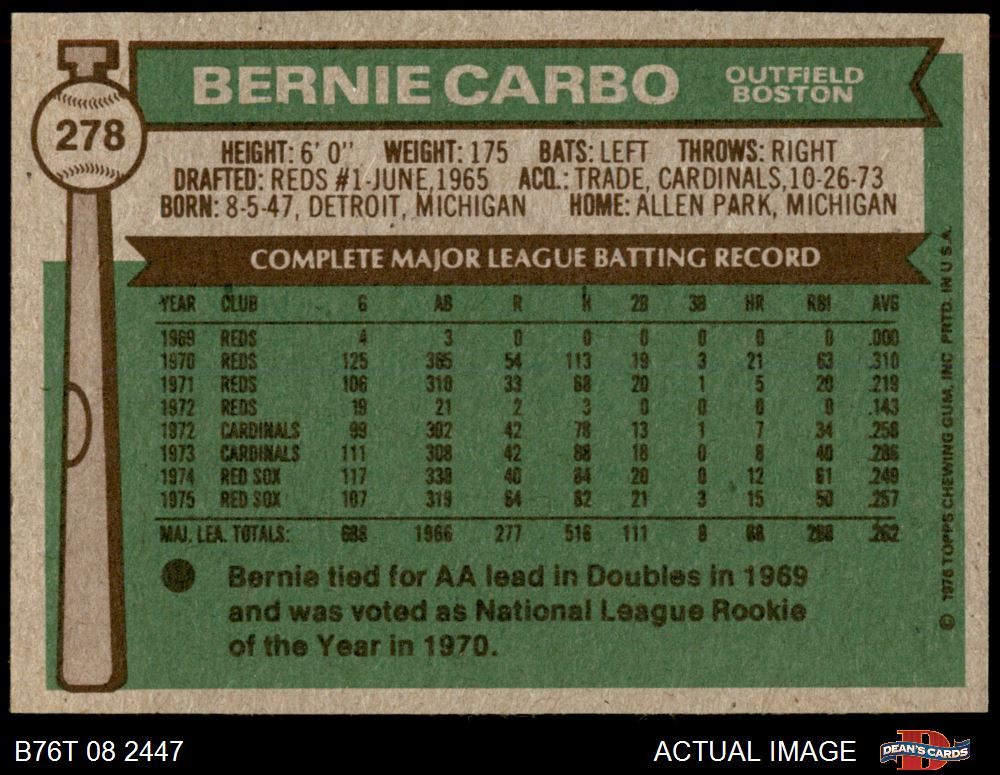 BERNIE CARBO OUTFIELD BOSTON
278
HEIGHT: 6' 0" WEIGHT: 175 BATS: LEFT THROWS: RIGHT
DRAFTED: REDS #1-JUNE,1965 ACQ.: TRADE, CARDINALS,10-26-73
BORN: 8-5-47, DETROIT, MICHIGAN HOME: ALLEN PARK, MICHIGAN
COMPLETE MAJOR LEAGUE BATTING RECORD
YEAR CLUB G AB R H 2B 3B HR RBI AVG
1969 REDS 4 3 0 0 0 0 0 0 .000
1970 REDS 125 365 54 113 19 3 21 63 .310
1971 REDS 106 310 33 68 20 1 5 20 .219
1972 REDS 19 21 2 3 0 0 0 0 .143
1972 CARDINALS 99 302 42 78 13 1 7 34 .258
1973 CARDINALS 111 308 42 88 18 0 8 40 .286
1974 RED SOX 117 338 40 84 20 0 12 61 .249
1975 RED SOX 107 319 64 82 21 3 15 50 .257
MAJ. LEA. TOTALS: 688 1966 277 516 111 8 68 268 .262
Bernie tied for AA lead in Doubles in 1969
and was voted as National League Rookie
of the Year in 1970.
© 1976 TOPPS CHEWING GUM, INC. PRTD. IN U.S.A.
B76T 08 2447 ACTUAL IMAGE DEAN'S CARDS